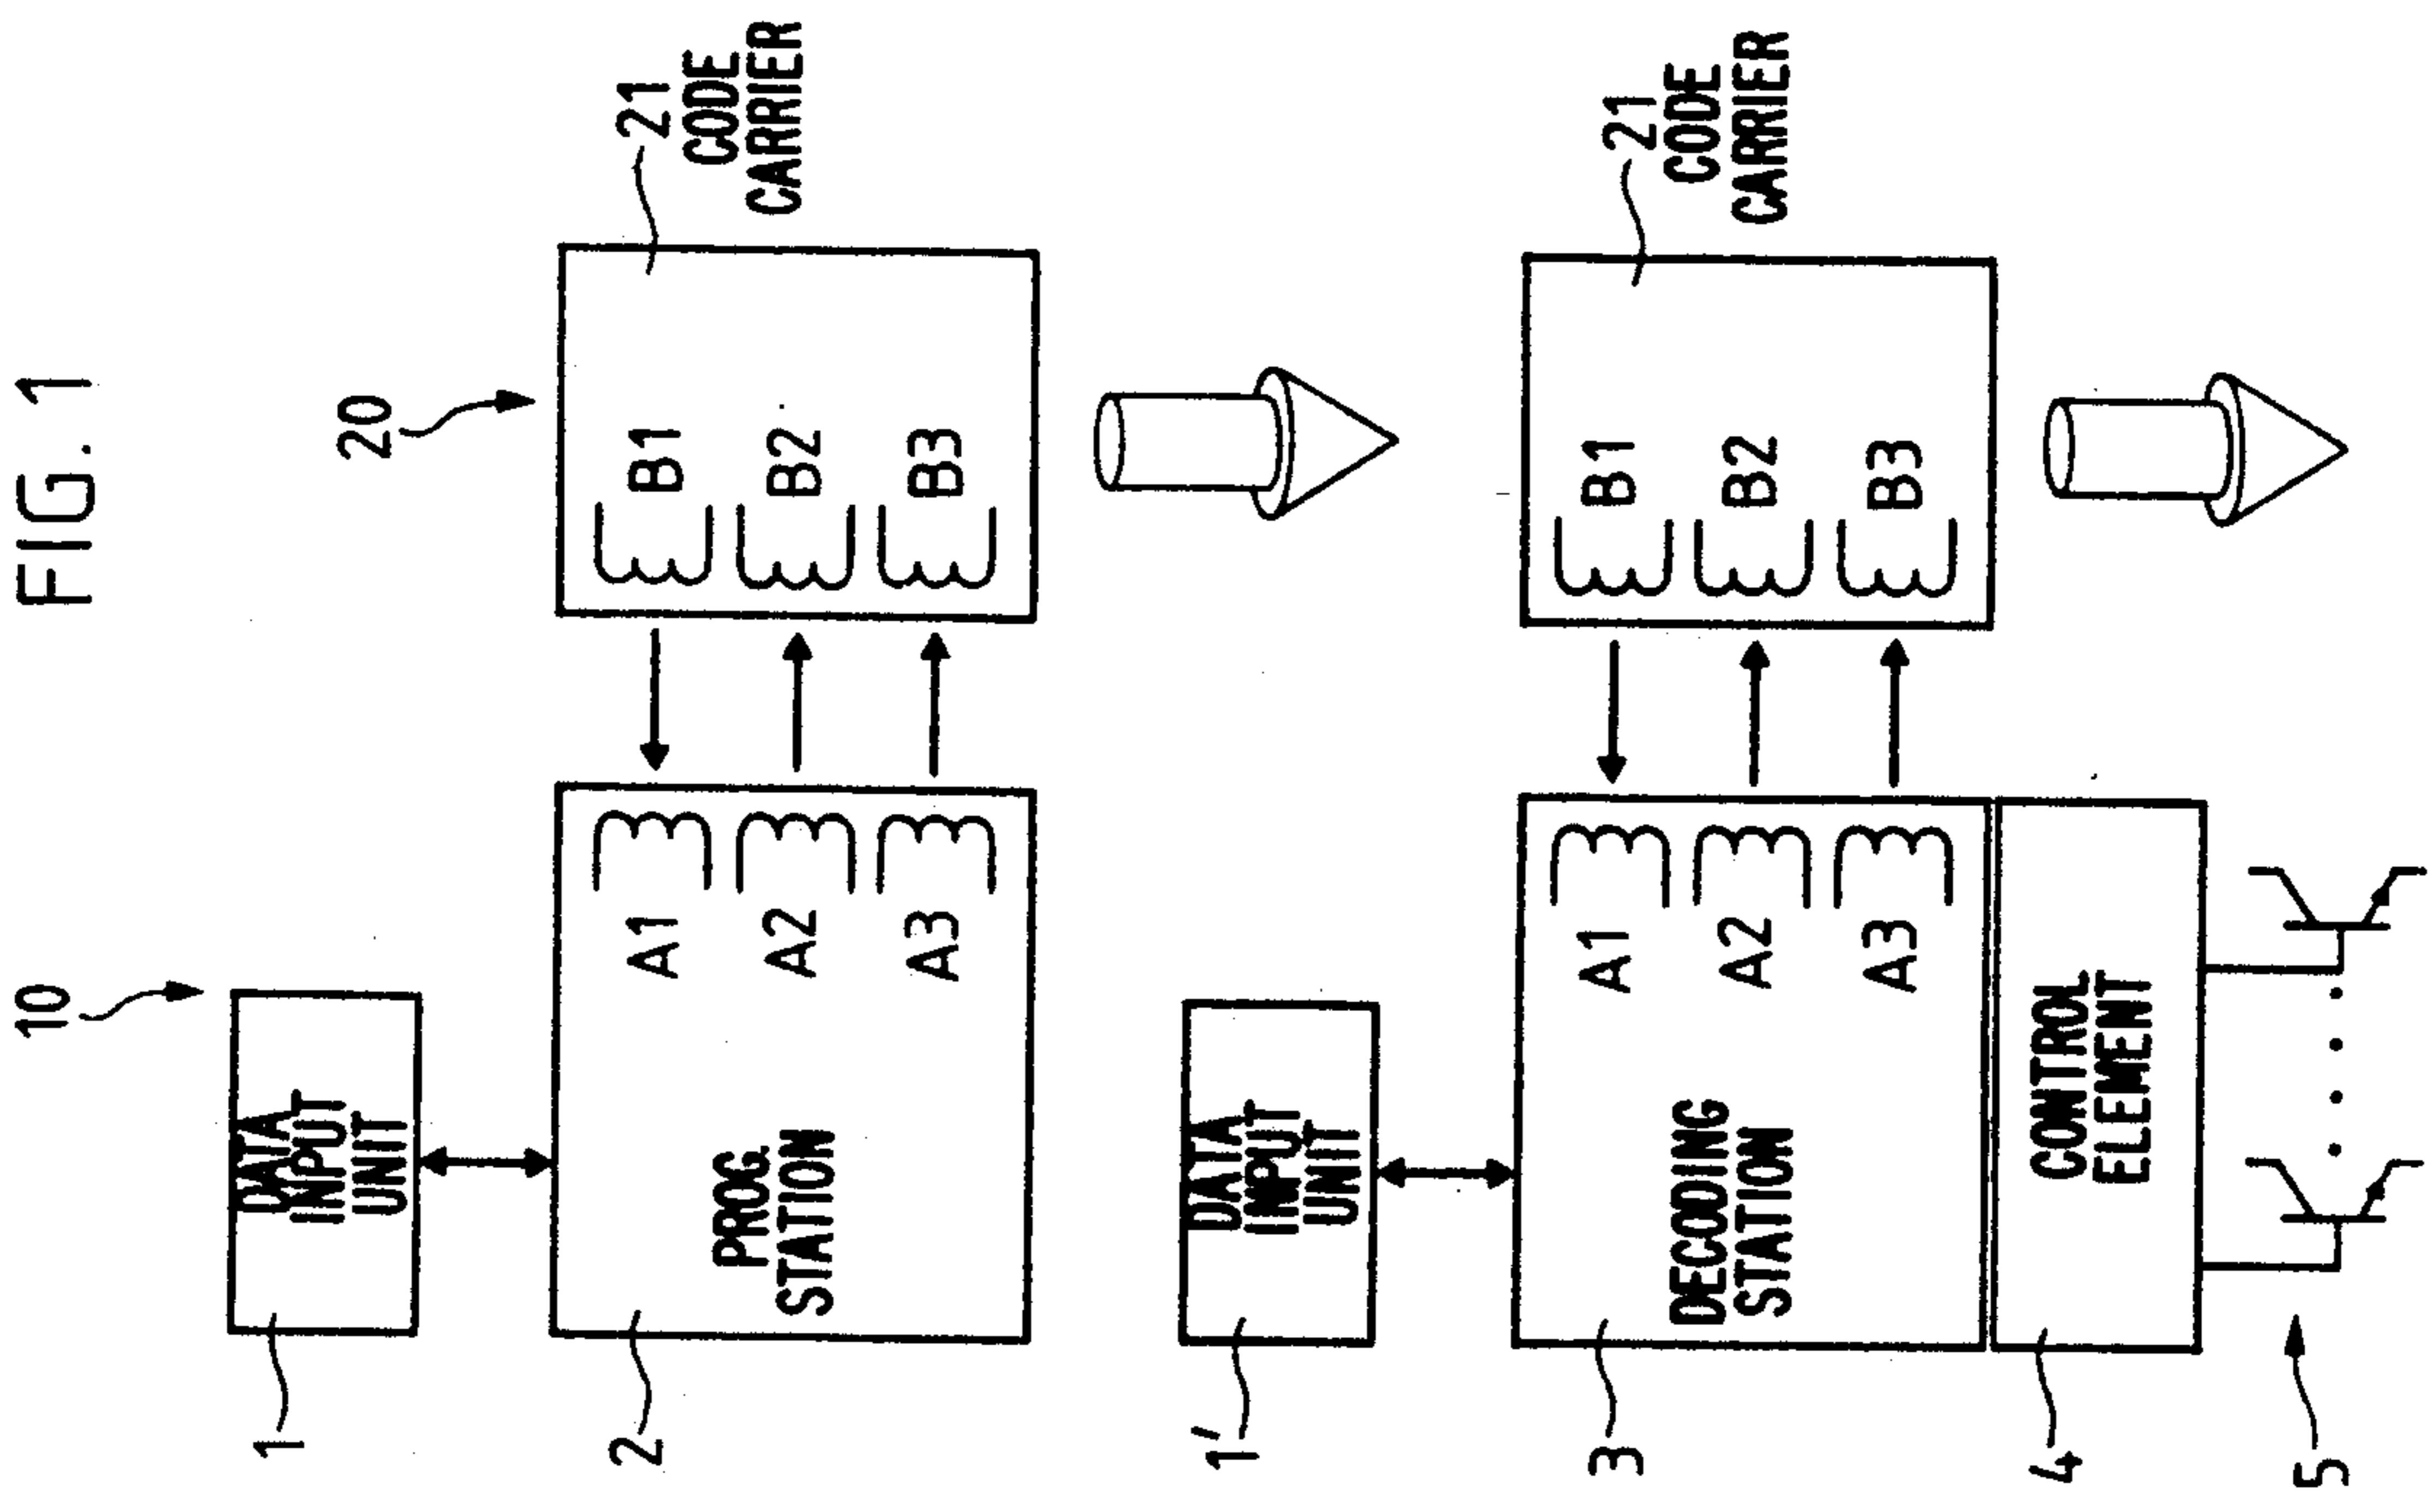 FIG. 1
10
20
1
DATA
INPUT
UNIT
2
PROG
STATION
A1
A2
A3
B1
B2
B3
21
CODE
CARRIER
1'
DATA
INPUT
UNIT
3
DECODING
STATION
A1
A2
A3
B1
B2
B3
21
CODE
CARRIER
4
CONTROL
ELEMENT
5